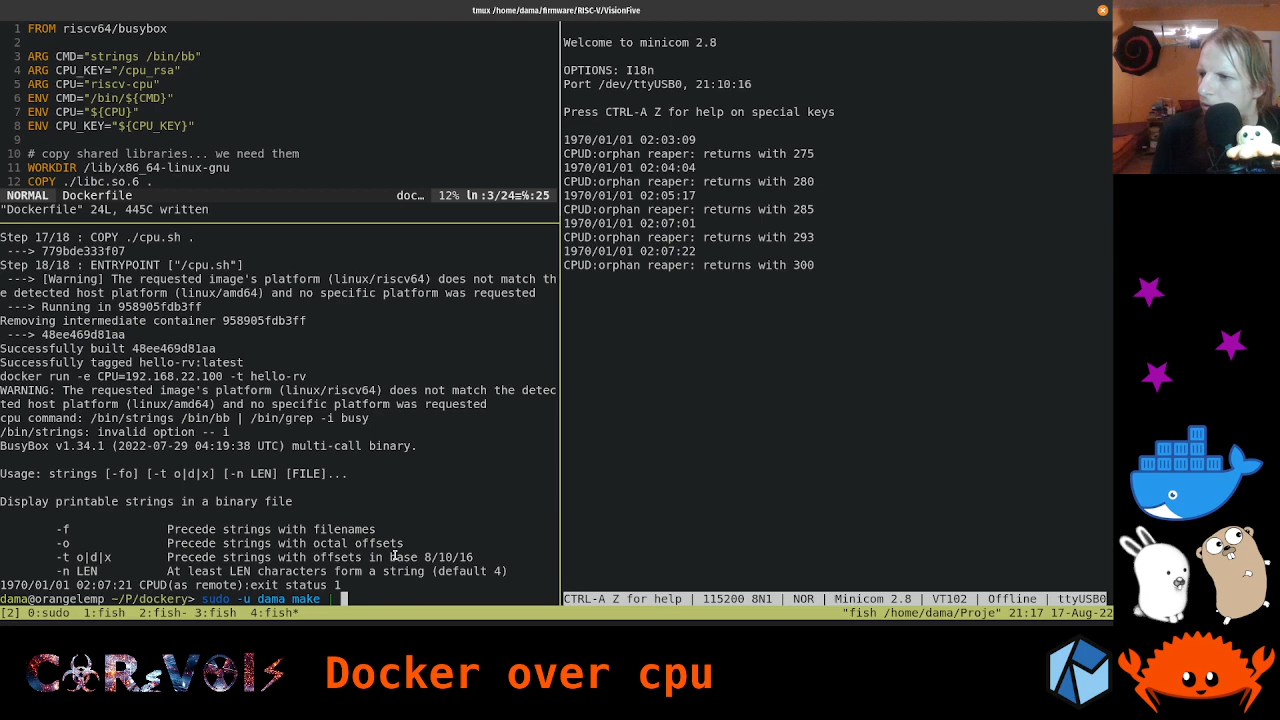 tmux /home/dama/firmware/RISC-V/VisionFive
1 FROM riscv64/busybox
2
3 ARG CMD="strings /bin/bb"
4 ARG CPU_KEY="/cpu_rsa"
5 ARG CPU="riscv-cpu"
6 ENV CMD="/bin/${CMD}"
7 ENV CPU="${CPU}"
8 ENV CPU_KEY="${CPU_KEY}"
9
10 # copy shared libraries... we need them
11 WORKDIR /lib/x86_64-linux-gnu
12 COPY ./libc.so.6 .
NORMAL Dockerfile doc… 12% ln:3/24≡%:25
"Dockerfile" 24L, 445C written
Step 17/18 : COPY ./cpu.sh .
---> 779bde333f07
Step 18/18 : ENTRYPOINT ["/cpu.sh"]
---> [Warning] The requested image's platform (linux/riscv64) does not match th
e detected host platform (linux/amd64) and no specific platform was requested
---> Running in 958905fdb3ff
Removing intermediate container 958905fdb3ff
---> 48ee469d81aa
Successfully built 48ee469d81aa
Successfully tagged hello-rv:latest
docker run -e CPU=192.168.22.100 -t hello-rv
WARNING: The requested image's platform (linux/riscv64) does not match the detec
ted host platform (linux/amd64) and no specific platform was requested
cpu command: /bin/strings /bin/bb | /bin/grep -i busy
/bin/strings: invalid option -- i
BusyBox v1.34.1 (2022-07-29 04:19:38 UTC) multi-call binary.
Usage: strings [-fo] [-t o|d|x] [-n LEN] [FILE]...
Display printable strings in a binary file
-f Precede strings with filenames
-o Precede strings with octal offsets
-t o|d|x Precede strings with offsets in base 8/10/16
-n LEN At least LEN characters form a string (default 4)
1970/01/01 02:07:21 CPUD(as remote):exit status 1
dama@orangelemp ~/P/dockery> sudo -u dama make |
Welcome to minicom 2.8
OPTIONS: I18n
Port /dev/ttyUSB0, 21:10:16
Press CTRL-A Z for help on special keys
1970/01/01 02:03:09
CPUD:orphan reaper: returns with 275
1970/01/01 02:04:04
CPUD:orphan reaper: returns with 280
1970/01/01 02:05:17
CPUD:orphan reaper: returns with 285
1970/01/01 02:07:01
CPUD:orphan reaper: returns with 293
1970/01/01 02:07:22
CPUD:orphan reaper: returns with 300
CTRL-A Z for help | 115200 8N1 | NOR | Minicom 2.8 | VT102 | Offline | ttyUSB0
[2] 0:sudo 1:fish 2:fish- 3:fish 4:fish* "fish /home/dama/Proje" 21:17 17-Aug-22
Docker over cpu